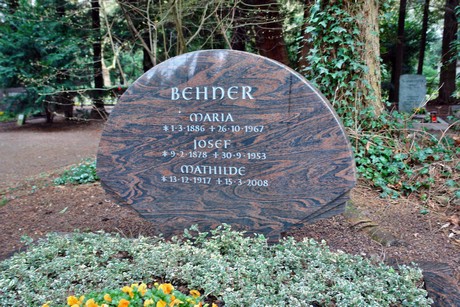 BEHNER
MARIA
*1·3·1886 +26·10·1967
JOSEF
*9·2·1878 +30·9·1953
MATHILDE
*13·12·1917 +15·3·2008